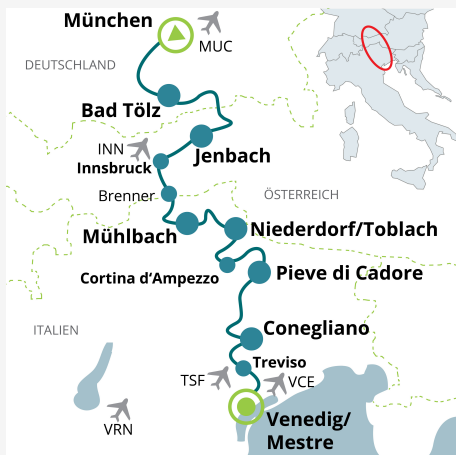 München
MUC
DEUTSCHLAND
Bad Tölz
INN
Jenbach
Innsbruck
Brenner
ÖSTERREICH
Mühlbach
Niederdorf/Toblach
Cortina d'Ampezzo
Pieve di Cadore
ITALIEN
Conegliano
Treviso
TSF
VCE
VRN
Venedig/
Mestre